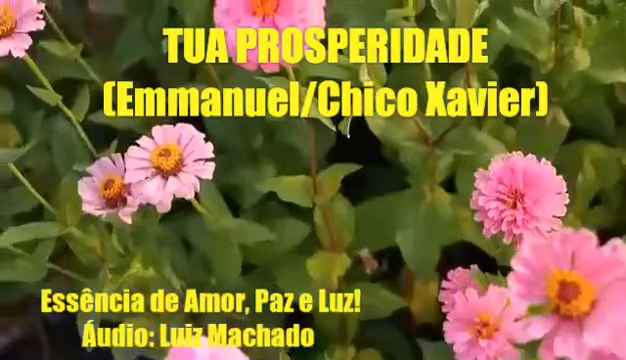 TUA PROSPERIDADE
(Emmanuel/Chico Xavier)
Essência de Amor, Paz e Luz!
Áudio: Luiz Machado